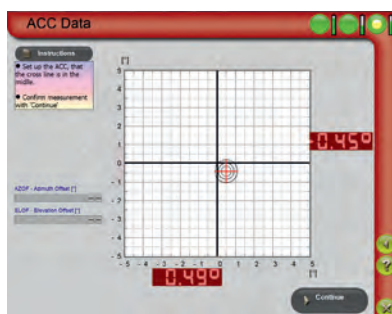 ACC Data
Instructions
● Set up the ACC, that
the cross line is in the
middle.
● Confirm measurement
with 'Continue'
AZOF - Azimuth Offset [°]
--
ELOF - Elevation Offset [°]
--
[°]
5
4
3
2
1
0
- 1
- 2
- 3
- 4
- 5
- 5 - 4 - 3 - 2 - 1 0 1 2 3 4 5
[°]
-0.45°
0.49°
Continue